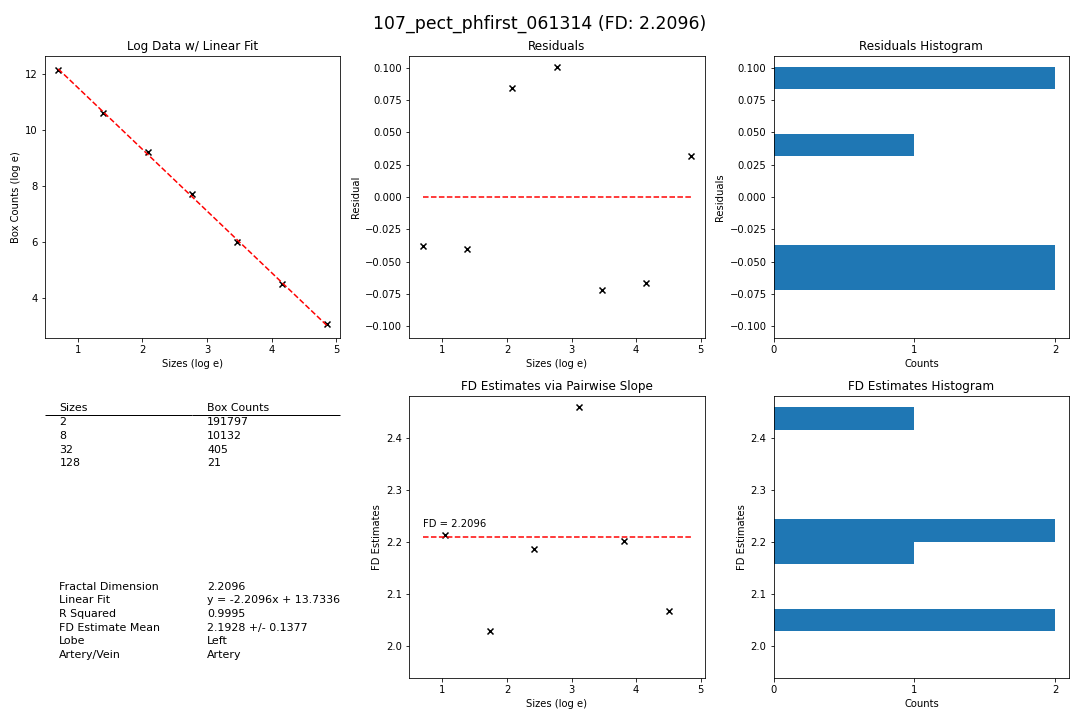 107_pect_phfirst_061314 (FD: 2.2096)
Log Data w/ Linear Fit
Box Counts (log e)
12
10
8
6
4
1 2 3 4 5
Sizes (log e)
Residuals
Residual
0.100
0.075
0.050
0.025
0.000
−0.025
−0.050
−0.075
−0.100
1 2 3 4 5
Sizes (log e)
Residuals Histogram
Residuals
0.100
0.075
0.050
0.025
0.000
−0.025
−0.050
−0.075
−0.100
0 1 2
Counts
Sizes Box Counts
2 191797
8 10132
32 405
128 21
Fractal Dimension 2.2096
Linear Fit y = -2.2096x + 13.7336
R Squared 0.9995
FD Estimate Mean 2.1928 +/- 0.1377
Lobe Left
Artery/Vein Artery
FD Estimates via Pairwise Slope
FD Estimates
2.4
2.3
2.2
2.1
2.0
FD = 2.2096
1 2 3 4 5
Sizes (log e)
FD Estimates Histogram
FD Estimates
2.4
2.3
2.2
2.1
2.0
0 1 2
Counts